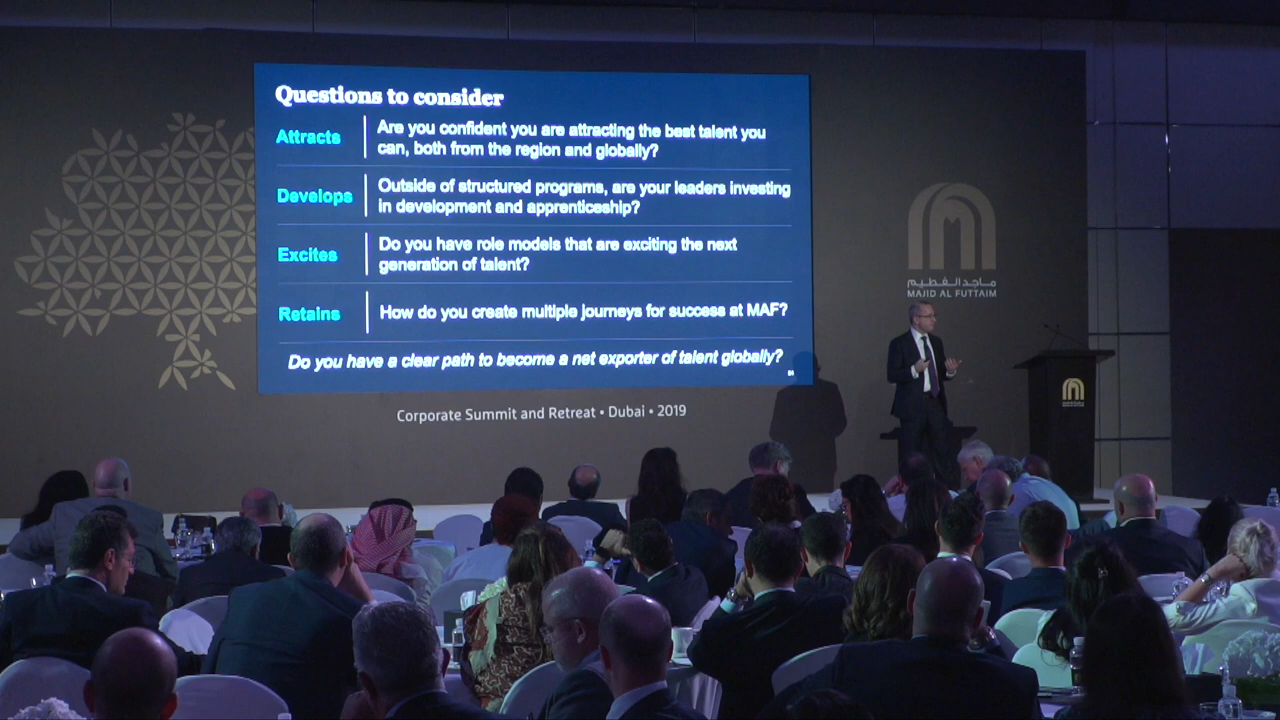 Questions to consider
Attracts
Are you confident you are attracting the best talent you
can, both from the region and globally?
Develops
Outside of structured programs, are your leaders investing
in development and apprenticeship?
Excites
Do you have role models that are exciting the next
generation of talent?
Retains
How do you create multiple journeys for success at MAF?
Do you have a clear path to become a net exporter of talent globally?
Corporate Summit and Retreat • Dubai • 2019
ماجد الفطيم
MAJID AL FUTTAIM